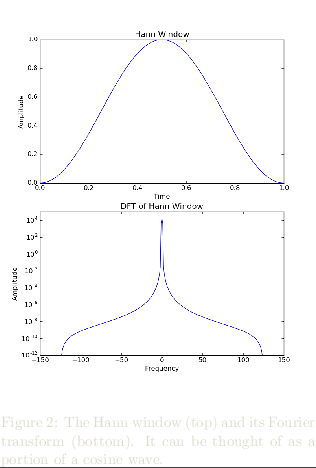 Hann Window
1.0
0.8
0.6
0.4
0.2
0.0
Amplitude
0.0 0.2 0.4 0.6 0.8 1.0
Time
DFT of Hann Window
Amplitude
−150 −100 −50 0 50 100 150
Frequency
Figure 2: The Hann window (top) and its Fourier
transform (bottom). It can be thought of as a
portion of a cosine wave.